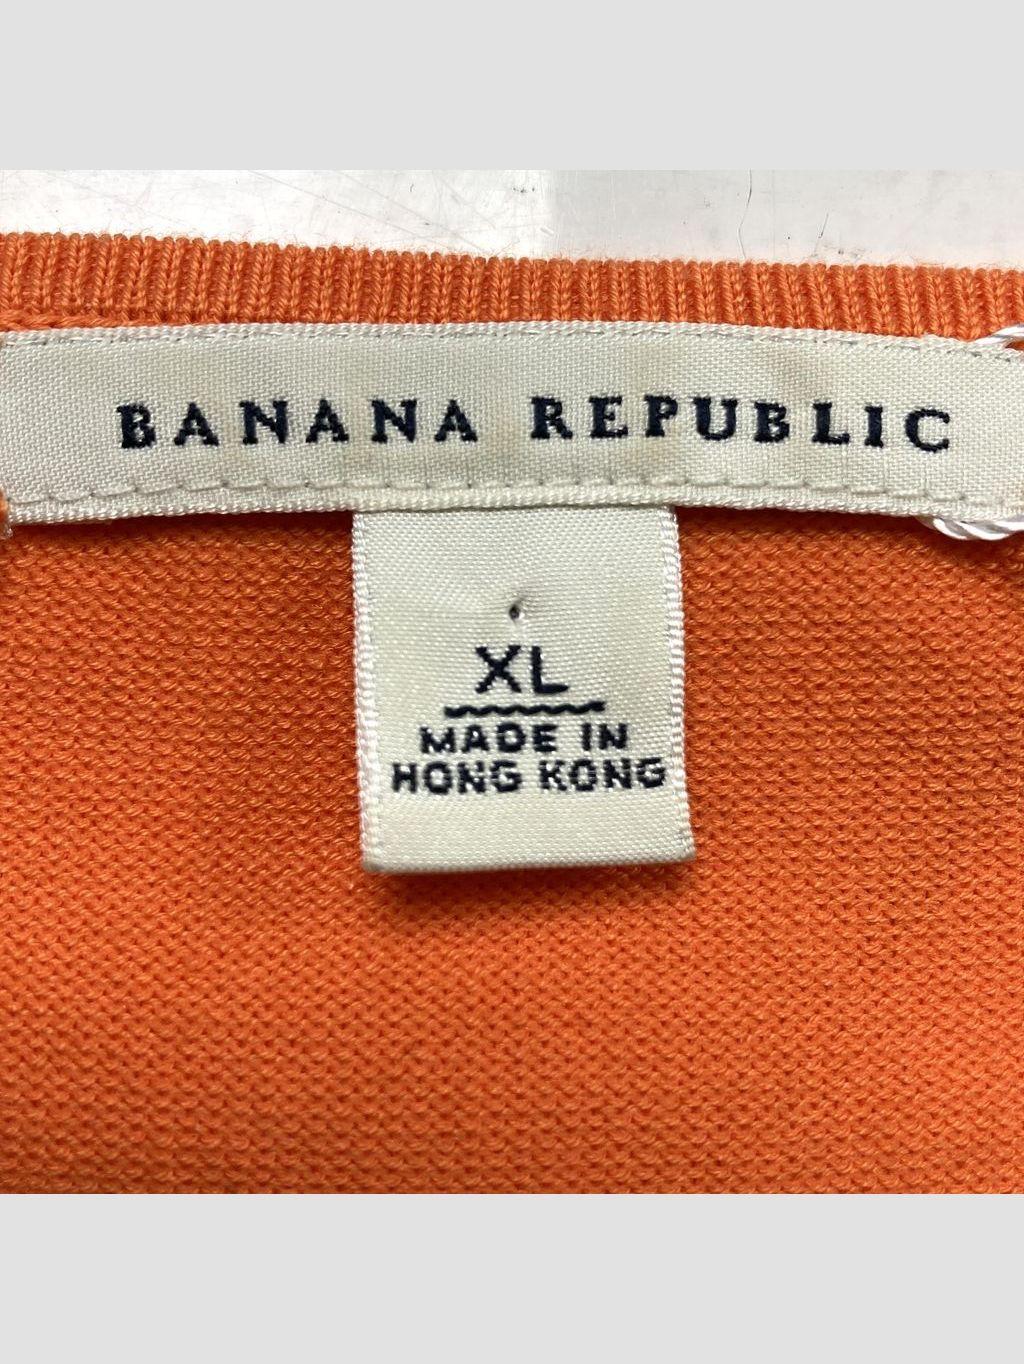 BANANA REPUBLIC
XL
MADE IN
HONG KONG